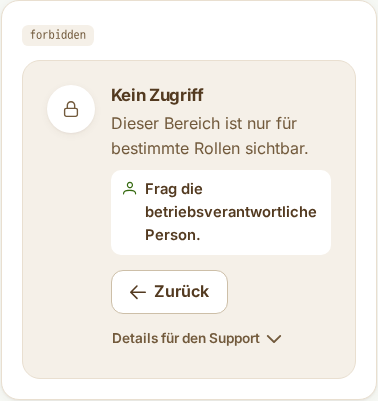 forbidden
Kein Zugriff
Dieser Bereich ist nur für
bestimmte Rollen sichtbar.
Frag die
betriebsverantwortliche
Person.
Zurück
Details für den Support